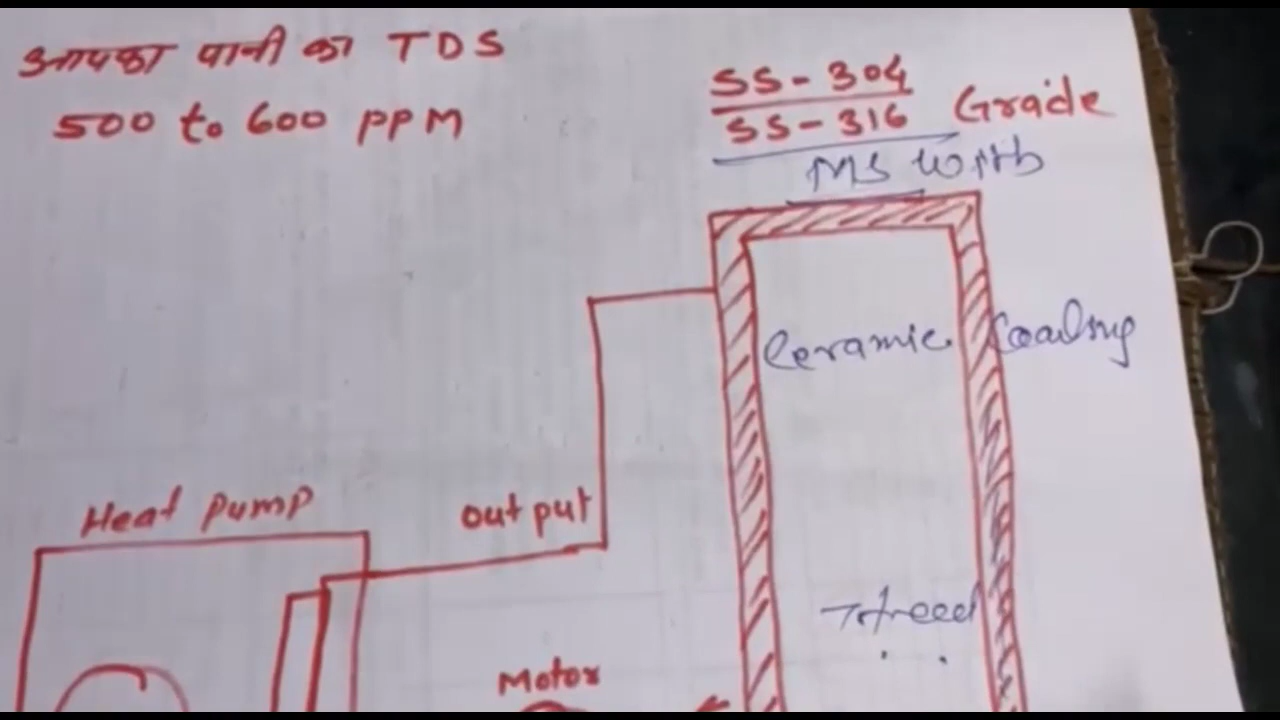 आपका पानी का TDS
500 to 600 PPM
SS-304
SS-316 Grade
MS with
Ceramic Coating
Heat Pump
output
Motor